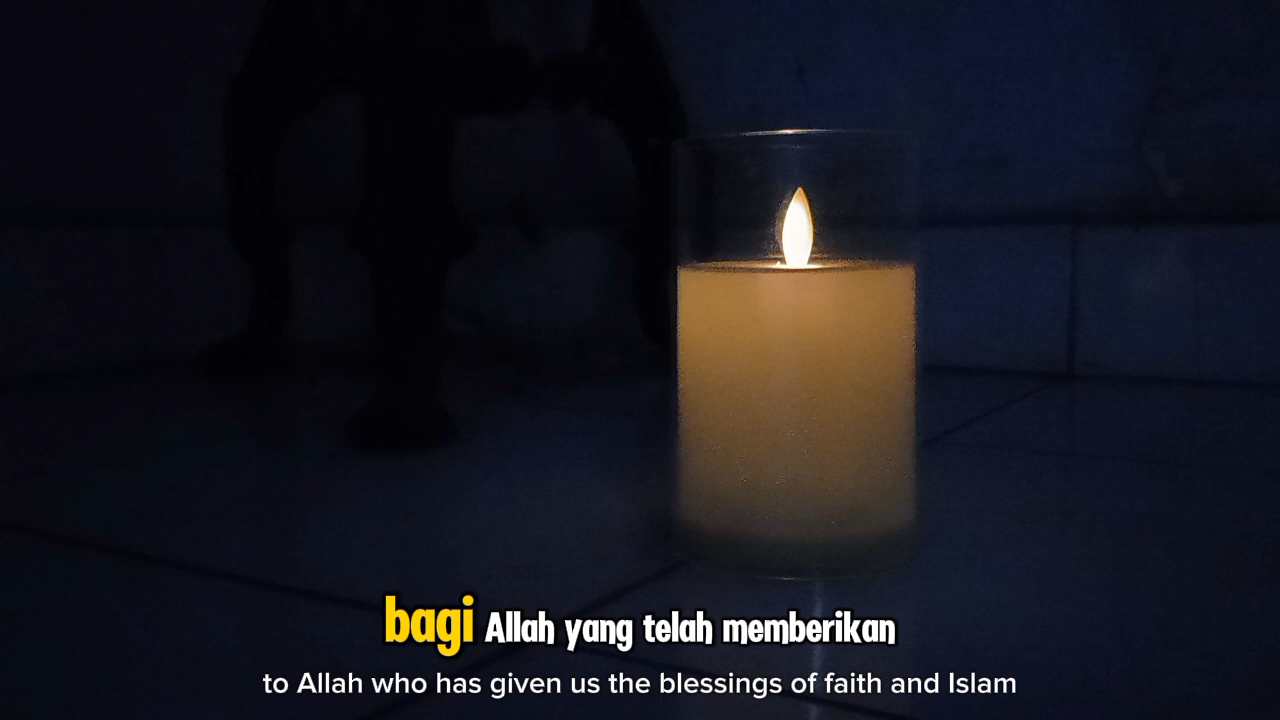 bagi Allah yang telah memberikan
to Allah who has given us the blessings of faith and Islam